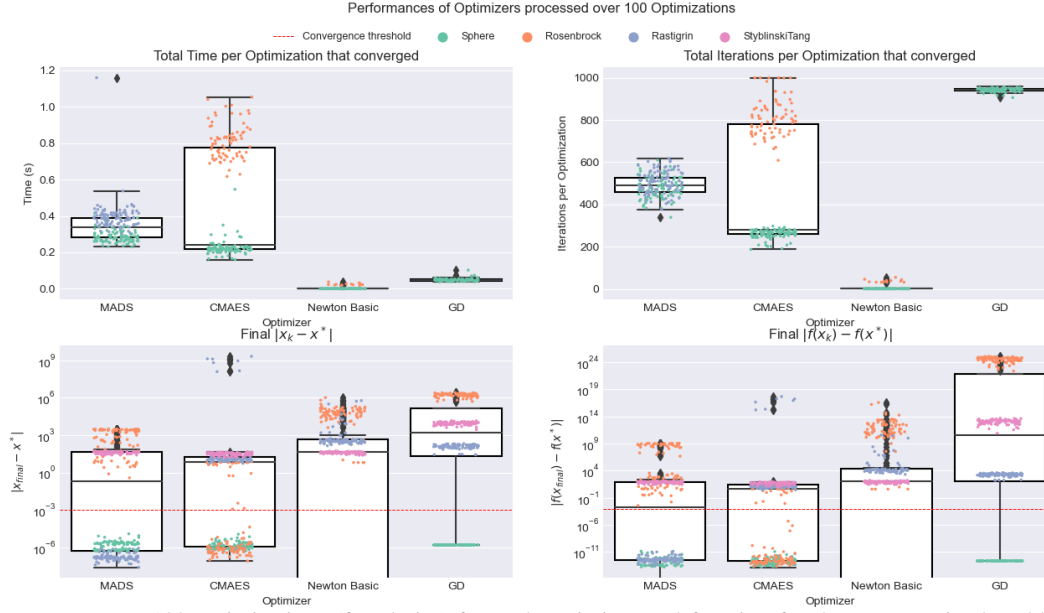 Performances of Optimizers processed over 100 Optimizations
Convergence threshold Sphere Rosenbrock Rastigrin StyblinskiTang
Total Time per Optimization that converged
Time (s)
1.2
1.0
0.8
0.6
0.4
0.2
0.0
MADS CMAES Newton Basic GD
Optimizer
Total Iterations per Optimization that converged
Iterations per Optimization
1000
800
600
400
200
0
MADS CMAES Newton Basic GD
Optimizer
Final |x_k − x*|
|x_final − x*|
10^9
10^6
10^3
10^0
10^−3
10^−6
MADS CMAES Newton Basic GD
Optimizer
Final |f(x_k) − f(x*)|
|f(x_final) − f(x*)|
10^24
10^19
10^14
10^9
10^4
10^−1
10^−6
10^−11
MADS CMAES Newton Basic GD
Optimizer